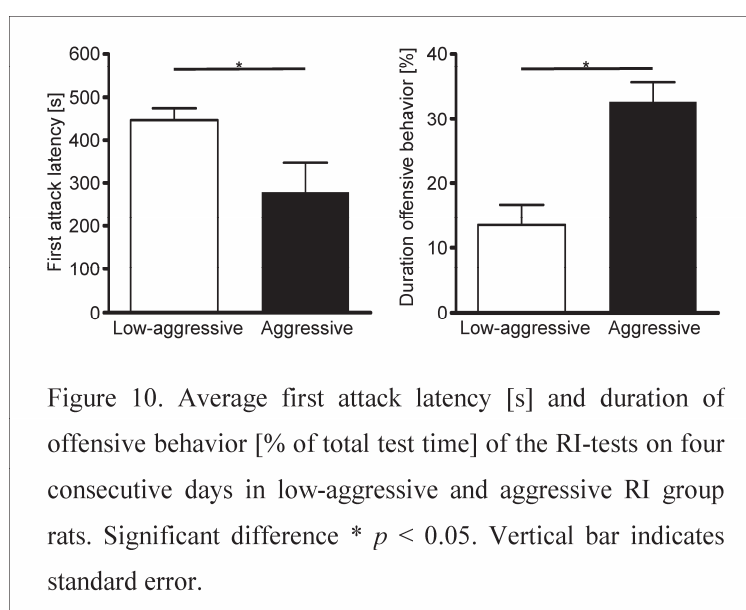 First attack latency [s]
600
500
400
300
200
100
0
*
Low-aggressive Aggressive
Duration offensive behavior [%]
40
30
20
10
0
*
Low-aggressive Aggressive
Figure 10. Average first attack latency [s] and duration of
offensive behavior [% of total test time] of the RI-tests on four
consecutive days in low-aggressive and aggressive RI group
rats. Significant difference * p < 0.05. Vertical bar indicates
standard error.